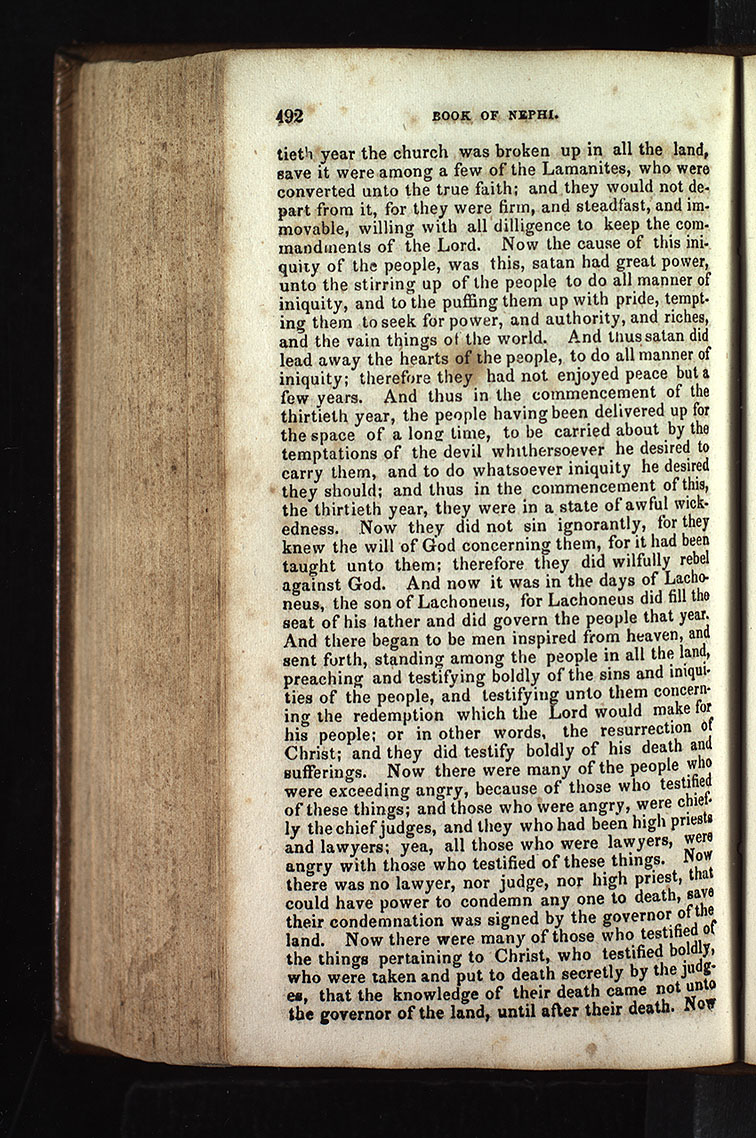 492 BOOK OF NEPHI.
tieth year the church was broken up in all the land,
save it were among a few of the Lamanites, who were
converted unto the true faith; and they would not de-
part from it, for they were firm, and steadfast, and im-
movable, willing with all dilligence to keep the com-
mandments of the Lord. Now the cause of this ini-
quity of the people, was this, satan had great power,
unto the stirring up of the people to do all manner of
iniquity, and to the puffing them up with pride, tempt-
ing them to seek for power, and authority, and riches,
and the vain things of the world. And thus satan did
lead away the hearts of the people, to do all manner of
iniquity; therefore they had not enjoyed peace but a
few years. And thus in the commencement of the
thirtieth year, the people having been delivered up for
the space of a long time, to be carried about by the
temptations of the devil whithersoever he desired to
carry them, and to do whatsoever iniquity he desired
they should; and thus in the commencement of this,
the thirtieth year, they were in a state of awful wick-
edness. Now they did not sin ignorantly, for they
knew the will of God concerning them, for it had been
taught unto them; therefore they did wilfully rebel
against God. And now it was in the days of Lacho-
neus, the son of Lachoneus, for Lachoneus did fill the
seat of his father and did govern the people that year.
And there began to be men inspired from heaven, and
sent forth, standing among the people in all the land,
preaching and testifying boldly of the sins and iniqui-
ties of the people, and testifying unto them concern-
ing the redemption which the Lord would make for
his people; or in other words, the resurrection of
Christ; and they did testify boldly of his death and
sufferings. Now there were many of the people who
were exceeding angry, because of those who testified
of these things; and those who were angry, were chief-
ly the chief judges, and they who had been high priests
and lawyers; yea, all those who were lawyers, were
angry with those who testified of these things. Now
there was no lawyer, nor judge, nor high priest, that
could have power to condemn any one to death, save
their condemnation was signed by the governor of the
land. Now there were many of those who testified of
the things pertaining to Christ, who testified boldly,
who were taken and put to death secretly by the judg-
es, that the knowledge of their death came not unto
the governor of the land, until after their death. Now